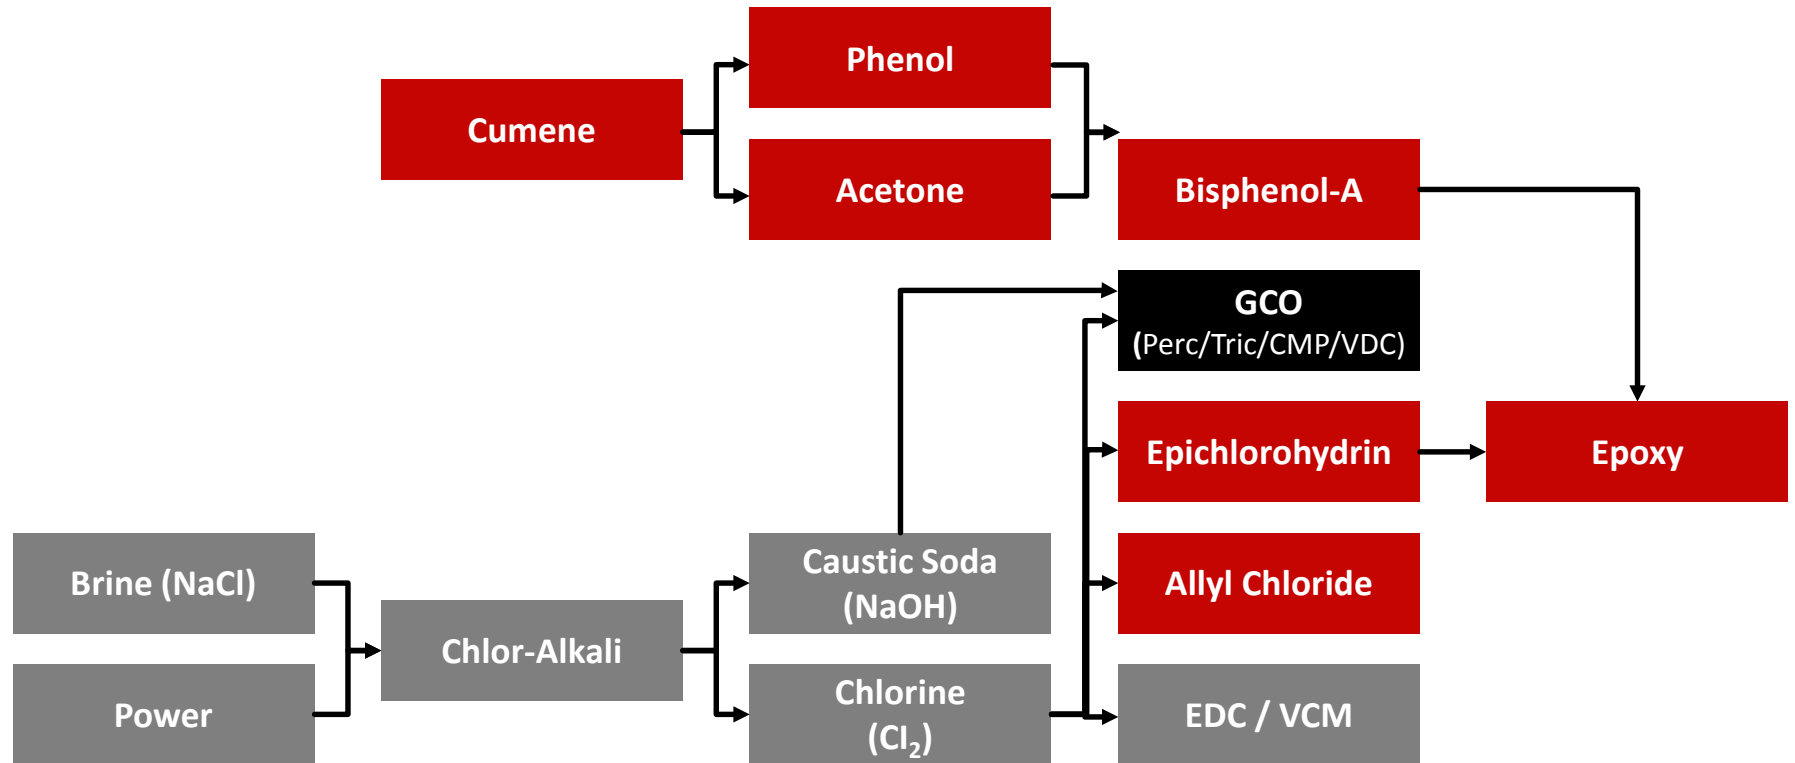 Phenol
Cumene
Acetone
Bisphenol-A
GCO
(Perc/Tric/CMP/VDC)
Epichlorohydrin
Epoxy
Brine (NaCl)
Caustic Soda
(NaOH)
Allyl Chloride
Chlor-Alkali
Power
Chlorine
(Cl₂)
EDC / VCM